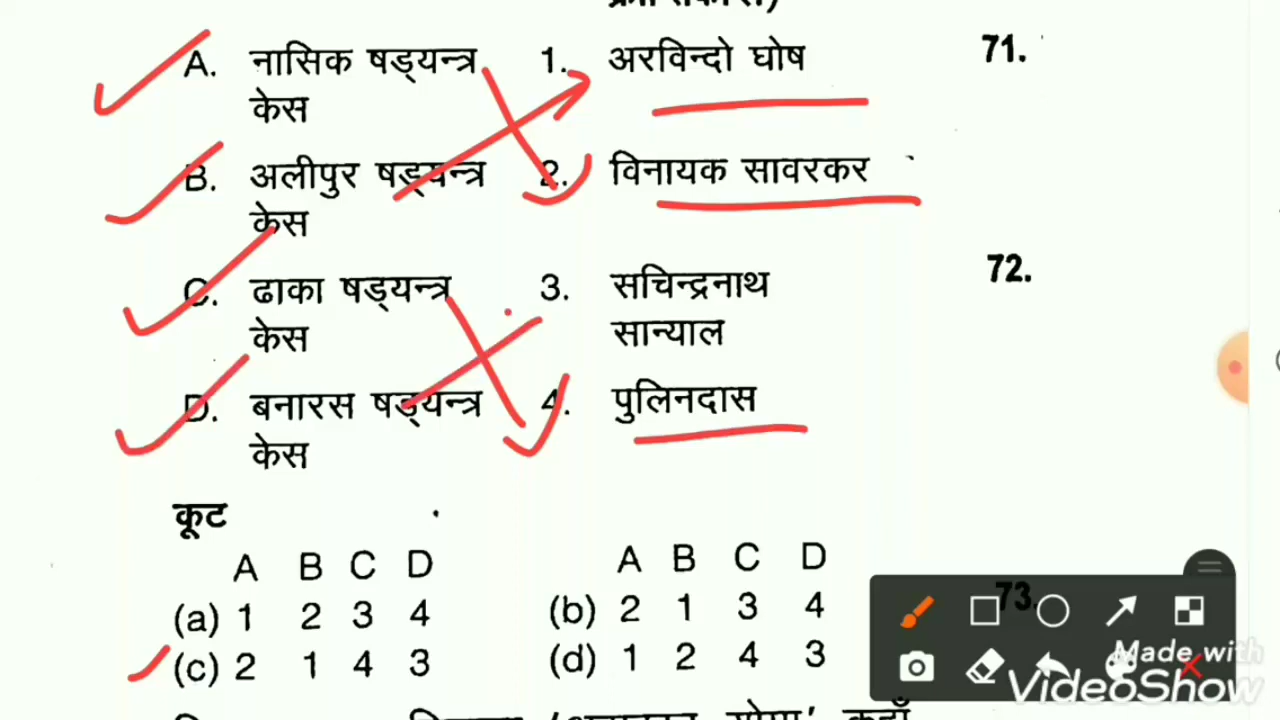 क्रान्तिकारी)
A. नासिक षड्यन्त्र 1. अरविन्दो घोष 71.
केस
B. अलीपुर षड्यन्त्र 2. विनायक सावरकर
केस
C. ढाका षड्यन्त्र 3. सचिन्द्रनाथ 72.
केस सान्याल
D. बनारस षड्यन्त्र 4. पुलिनदास
केस
कूट
A B C D A B C D
(a) 1 2 3 4 (b) 2 1 3 4 73.
(c) 2 1 4 3 (d) 1 2 4 3
Made with
VideoShow